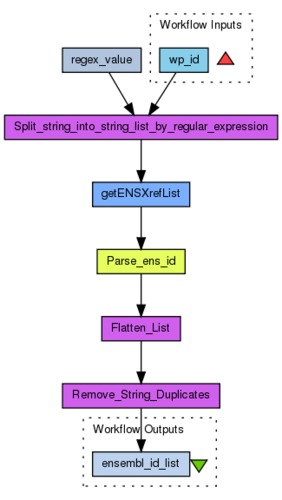 Workflow Inputs
regex_value
wp_id
Split_string_into_string_list_by_regular_expression
getENSXrefList
Parse_ens_id
Flatten_List
Remove_String_Duplicates
Workflow Outputs
ensembl_id_list